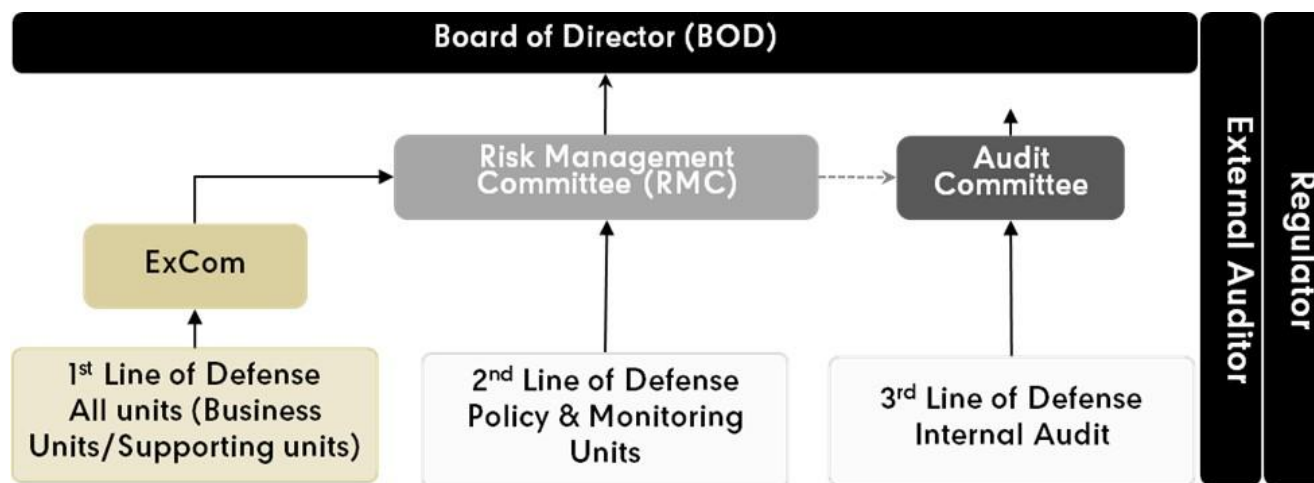 Board of Director (BOD)
Risk Management
Committee (RMC)
Audit
Committee
ExCom
1st Line of Defense
All units (Business
Units/Supporting units)
2nd Line of Defense
Policy & Monitoring
Units
3rd Line of Defense
Internal Audit
External Auditor
Regulator